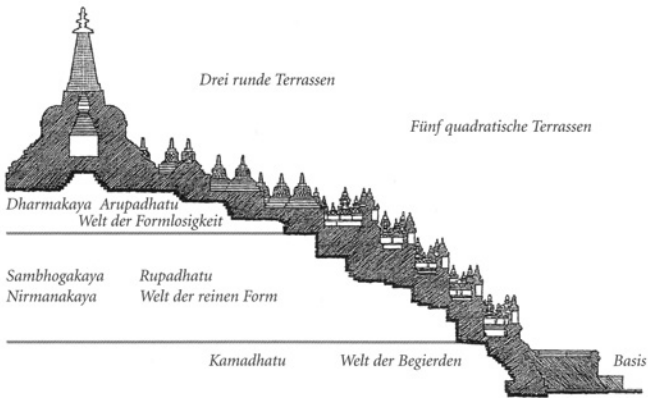 Drei runde Terrassen
Fünf quadratische Terrassen
Dharmakaya Arupadhatu
Welt der Formlosigkeit
Sambhogakaya Rupadhatu
Nirmanakaya Welt der reinen Form
Kamadhatu Welt der Begierden Basis